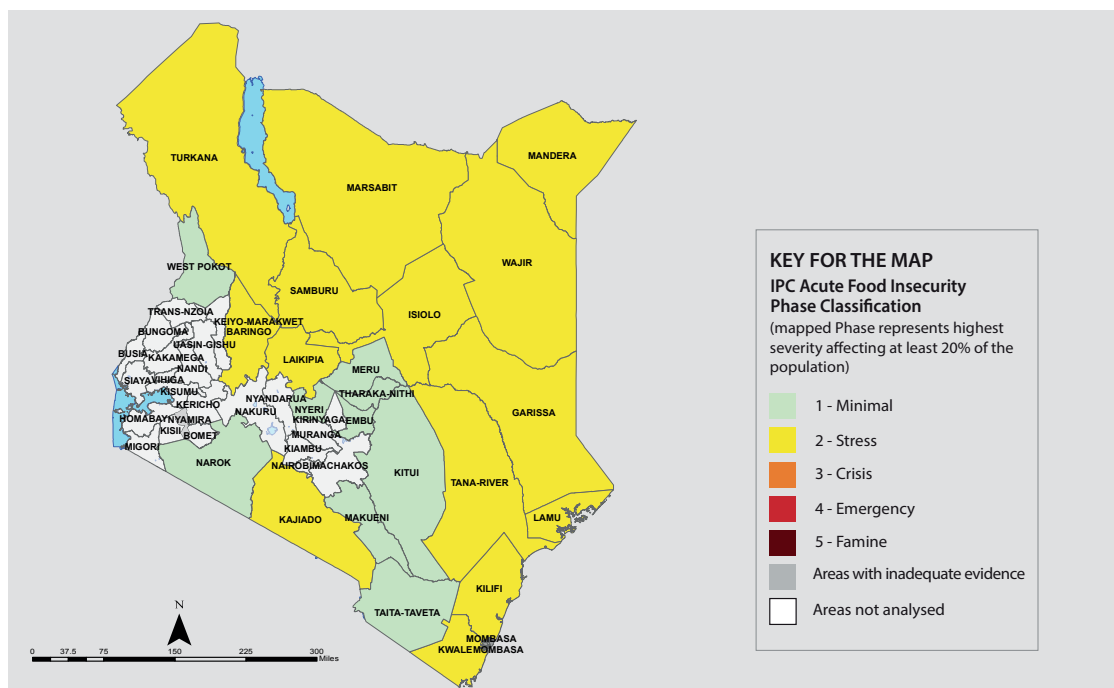 TURKANA
MANDERA
MARSABIT
WAJIR
WEST POKOT
SAMBURU
ISIOLO
TRANS-NZOIA
KEIYO-MARAKWET
BUNGOMA
BARINGO
UASIN-GISHU
BUSIA
KAKAMEGA
LAIKIPIA
NANDI
MERU
SIAYA
VIHIGA
KISUMU
THARAKA-NITHI
KERICHO
NYANDARUA
NYERI
NAKURU
GARISSA
HOMABAY
NYAMIRA
KIRINYAGA
EMBU
KISII
BOMET
MURANGA
MIGORI
KIAMBU
NAROK
NAIROBI
MACHAKOS
KITUI
TANA-RIVER
KAJIADO
MAKUENI
LAMU
KILIFI
TAITA-TAVETA
MOMBASA
KWALE
MOMBASA
N
0 37.5 75 150 225 300
Miles
KEY FOR THE MAP
IPC Acute Food Insecurity
Phase Classification
(mapped Phase represents highest
severity affecting at least 20% of the
population)
1 - Minimal
2 - Stress
3 - Crisis
4 - Emergency
5 - Famine
Areas with inadequate evidence
Areas not analysed